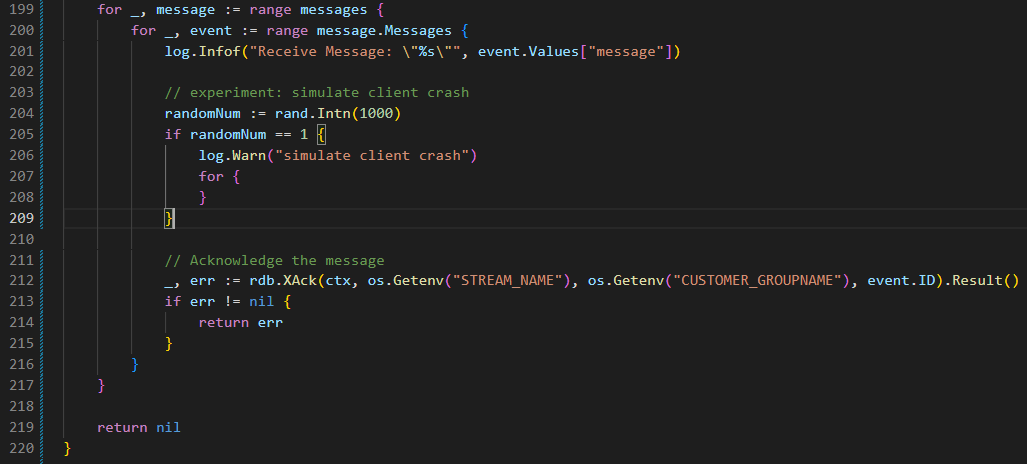 199 for _, message := range messages {
200 for _, event := range message.Messages {
201 log.Infof("Receive Message: \"%s\"", event.Values["message"])
202
203 // experiment: simulate client crash
204 randomNum := rand.Intn(1000)
205 if randomNum == 1 {
206 log.Warn("simulate client crash")
207 for {
208 }
209 }
210
211 // Acknowledge the message
212 _, err := rdb.XAck(ctx, os.Getenv("STREAM_NAME"), os.Getenv("CUSTOMER_GROUPNAME"), event.ID).Result()
213 if err != nil {
214 return err
215 }
216 }
217 }
218
219 return nil
220 }